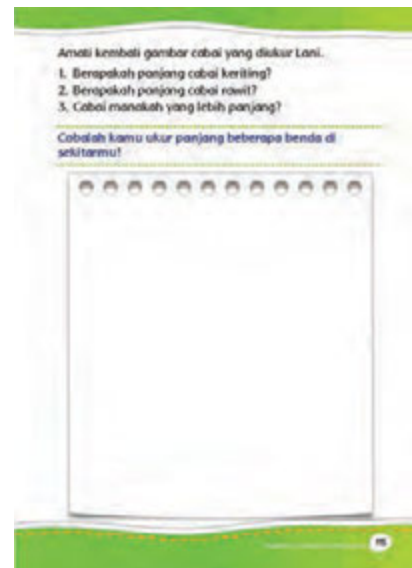 Amati kembali gambar cabai yang diukur Lani.
1. Berapakah panjang cabai keriting?
2. Berapakah panjang cabai rawit?
3. Cabai manakah yang lebih panjang?
Cobalah kamu ukur panjang beberapa benda di
sekitarmu!